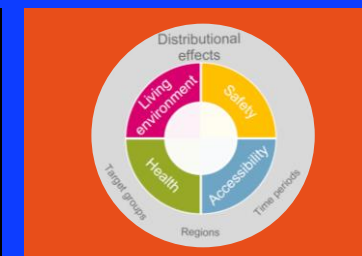 Distributional
effects
Living
environment
Safety
Health
Accessibility
Target groups
Regions
Time periods